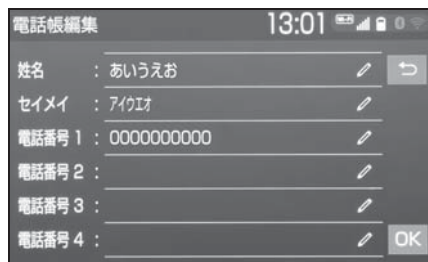 電話帳編集 13:01
姓名 : あいうえお
セイメイ : ｱｲｳｴｵ
電話番号 1 : 0000000000
電話番号 2 :
電話番号 3 :
電話番号 4 : OK